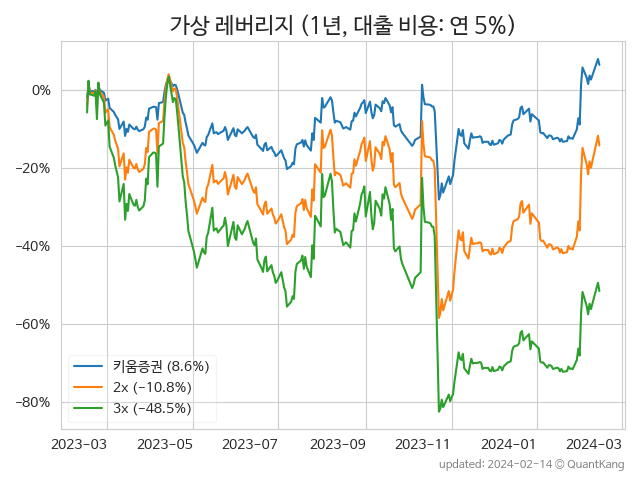 가상 레버리지 (1년, 대출 비용: 연 5%)
0%
−20%
−40%
−60%
−80%
키움증권 (8.6%)
2x (−10.8%)
3x (−48.5%)
2023-03 2023-05 2023-07 2023-09 2023-11 2024-01 2024-03
updated: 2024-02-14 © QuantKang